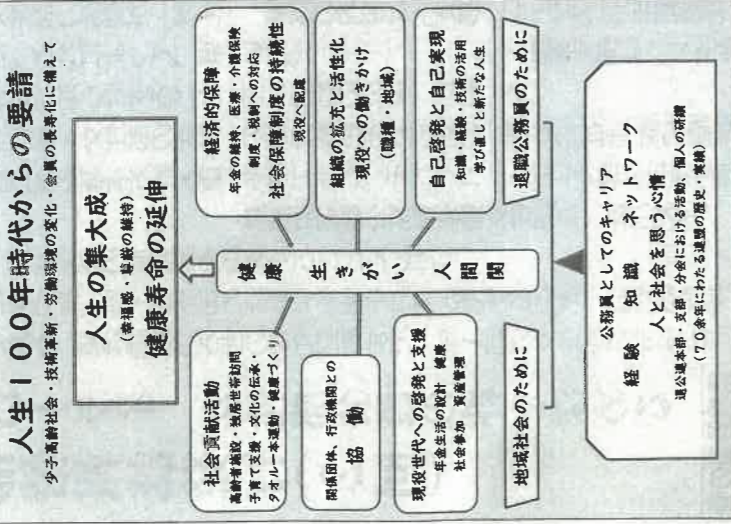 人生100年時代からの要請
少子高齢社会・技術革新・労働環境の変化・会員の長寿化に備えて
人生の集大成
(幸福感・尊厳の維持)
健康寿命の延伸
社会貢献活動
高齢者施設・独居世帯訪問
子育て支援・文化の伝承・
タオル一本運動・健康づくり
関係団体、行政機関との
協働
現役世代への啓発と支援
年金生活の設計 健康
社会参加 資産管理
地域社会のために
健康 生きがい 人間関
経済的保障
年金の維持、医療・介護保険
制度・税制への対応
社会保障制度の持続性
現役へ配慮
組織の拡充と活性化
現役への働きかけ
(職種・地域)
自己啓発と自己実現
知識・経験・技術の活用
学び直しと新たな人生
退職公務員のために
公務員としてのキャリア
経験 知識 ネットワーク
人と社会を思う心情
退公連本部・支部・分会における活動、個人の研鑽
(70余年にわたる連盟の歴史・実績)